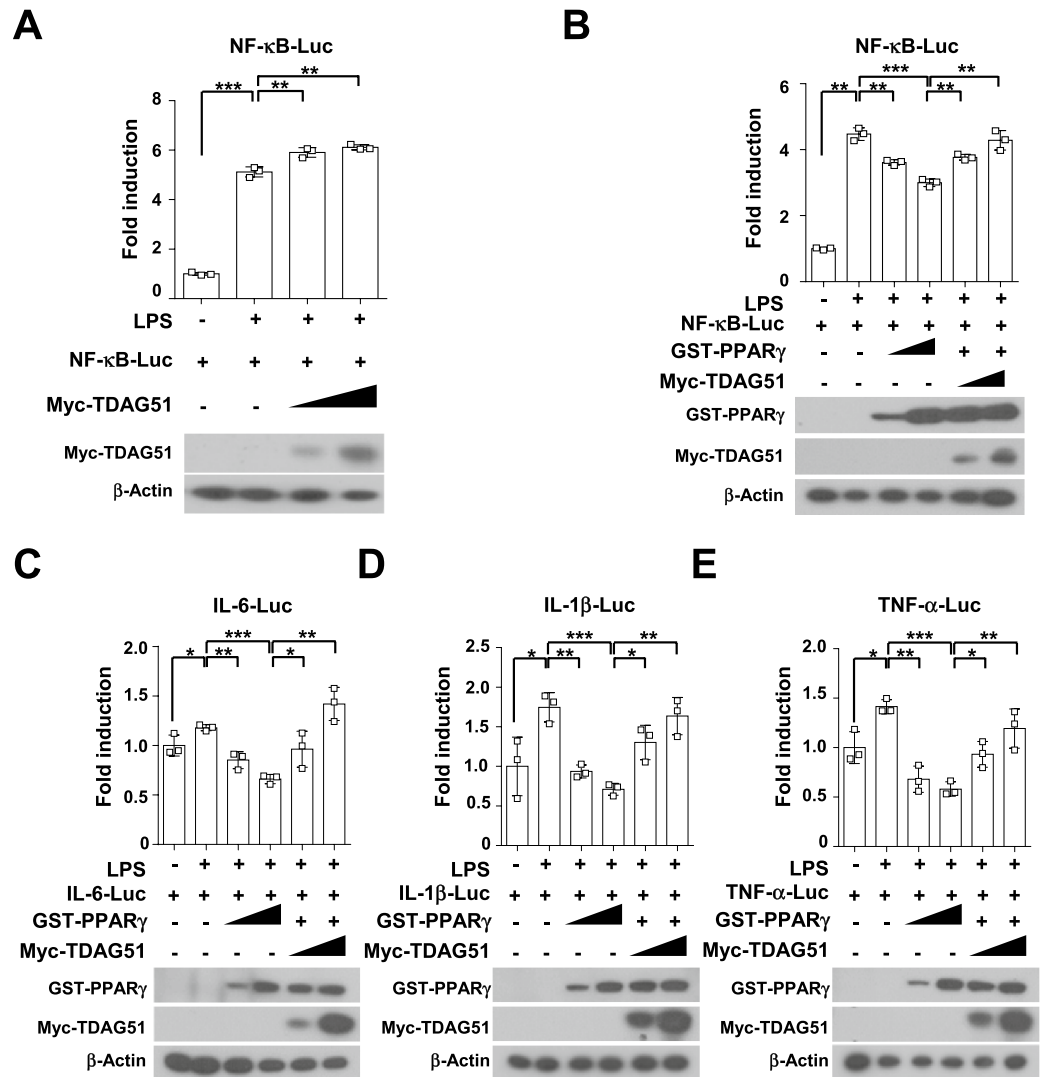 A
NF-κB-Luc
*** ** **
Fold induction
8
6
4
2
0
LPS - + + +
NF-κB-Luc + + + +
Myc-TDAG51 - -
Myc-TDAG51
β-Actin
B
NF-κB-Luc
*** **
** ** **
Fold induction
6
4
2
0
LPS - + + + + +
NF-κB-Luc + + + + + +
GST-PPARγ - - + +
Myc-TDAG51 - - - -
GST-PPARγ
Myc-TDAG51
β-Actin
C
IL-6-Luc
*** **
* ** *
Fold induction
2.0
1.5
1.0
0.5
0
LPS - + + + + +
IL-6-Luc + + + + + +
GST-PPARγ - - + +
Myc-TDAG51 - - - -
GST-PPARγ
Myc-TDAG51
β-Actin
D
IL-1β-Luc
*** **
* ** *
Fold induction
2.5
2.0
1.5
1.0
0.5
0
LPS - + + + + +
IL-1β-Luc + + + + + +
GST-PPARγ - - + +
Myc-TDAG51 - - - -
GST-PPARγ
Myc-TDAG51
β-Actin
E
TNF-α-Luc
*** **
* ** *
Fold induction
2.0
1.5
1.0
0.5
0
LPS - + + + + +
TNF-α-Luc + + + + + +
GST-PPARγ - - + +
Myc-TDAG51 - - - -
GST-PPARγ
Myc-TDAG51
β-Actin